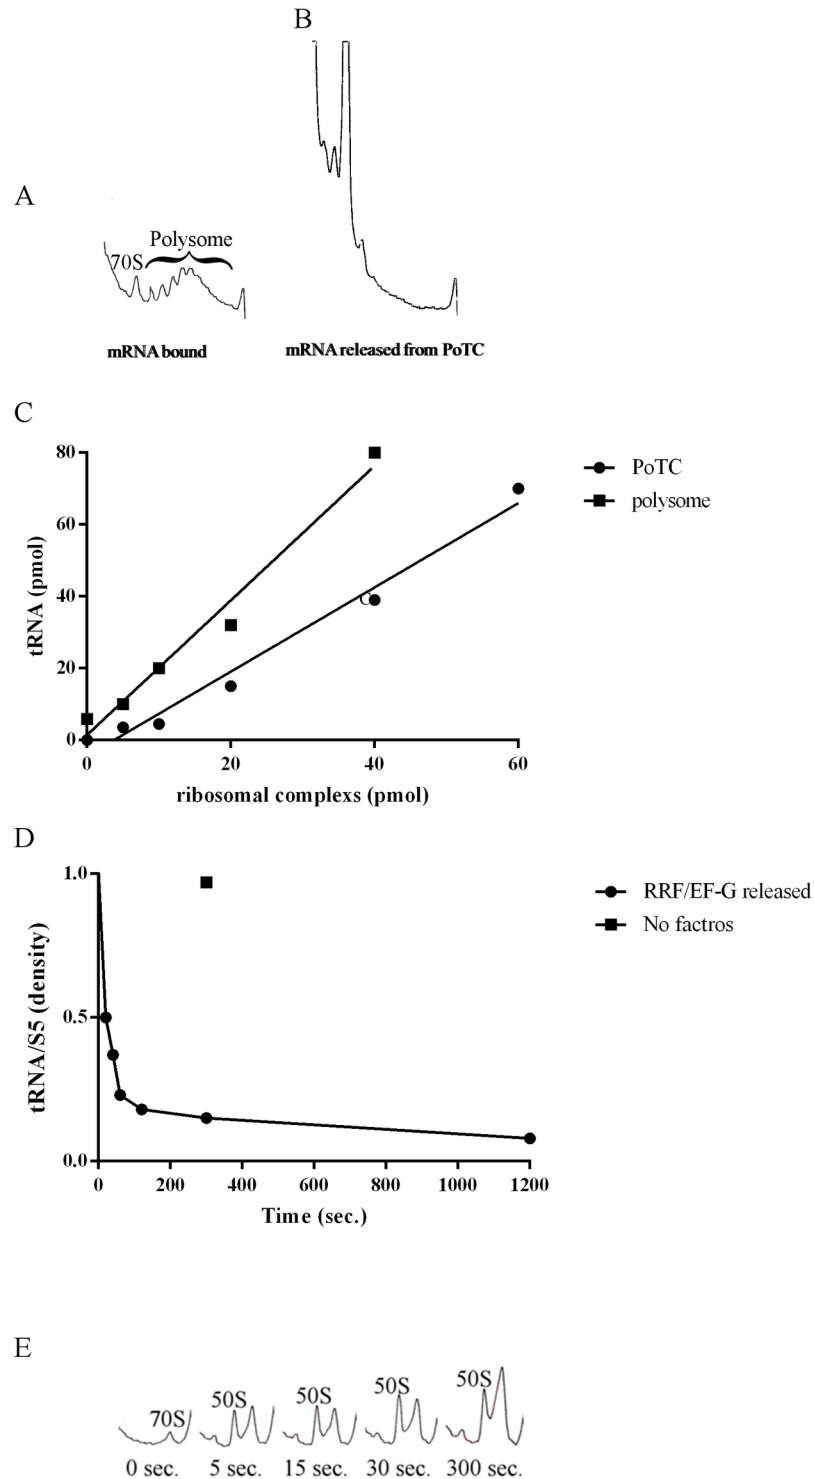 B
A
Polysome
70S
mRNA bound
mRNA released from PoTC
C
80
60
40
20
0
tRNA (pmol)
C
0 20 40 60
ribosomal complexs (pmol)
PoTC
polysome
D
1.0
0.5
0.0
tRNA/S5 (density)
0 200 400 600 800 1000 1200
Time (sec.)
RRF/EF-G released
No factros
E
70S 50S 50S 50S 50S
0 sec. 5 sec. 15 sec. 30 sec. 300 sec.